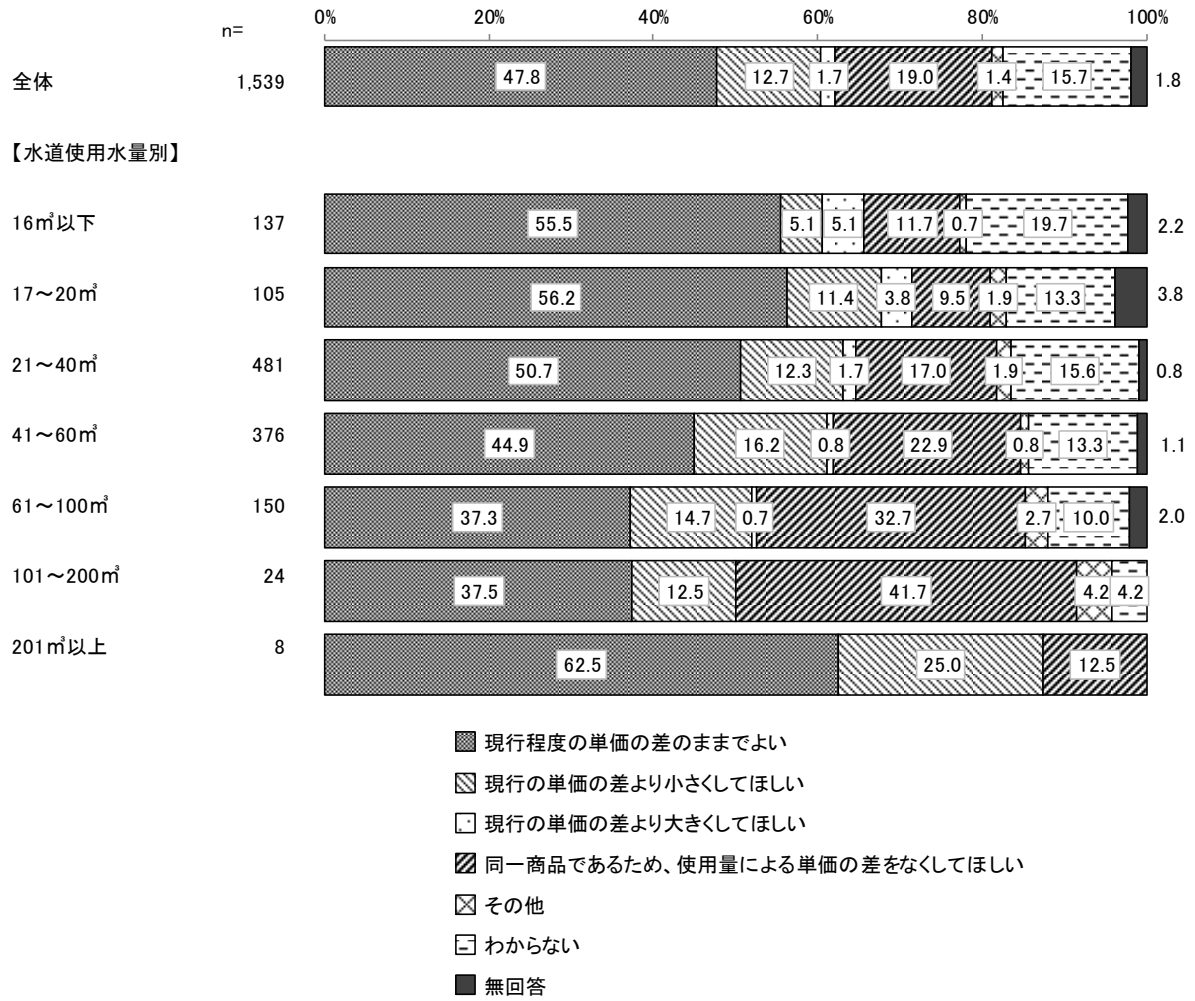 0% 20% 40% 60% 80% 100%
n=
全体 1,539 47.8 12.7 1.7 19.0 1.4 15.7 1.8
【水道使用水量別】
16㎥以下 137 55.5 5.1 5.1 11.7 0.7 19.7 2.2
17～20㎥ 105 56.2 11.4 3.8 9.5 1.9 13.3 3.8
21～40㎥ 481 50.7 12.3 1.7 17.0 1.9 15.6 0.8
41～60㎥ 376 44.9 16.2 0.8 22.9 0.8 13.3 1.1
61～100㎥ 150 37.3 14.7 0.7 32.7 2.7 10.0 2.0
101～200㎥ 24 37.5 12.5 41.7 4.2 4.2
201㎥以上 8 62.5 25.0 12.5
現行程度の単価の差のままでよい
現行の単価の差より小さくしてほしい
現行の単価の差より大きくしてほしい
同一商品であるため、使用量による単価の差をなくしてほしい
その他
わからない
無回答